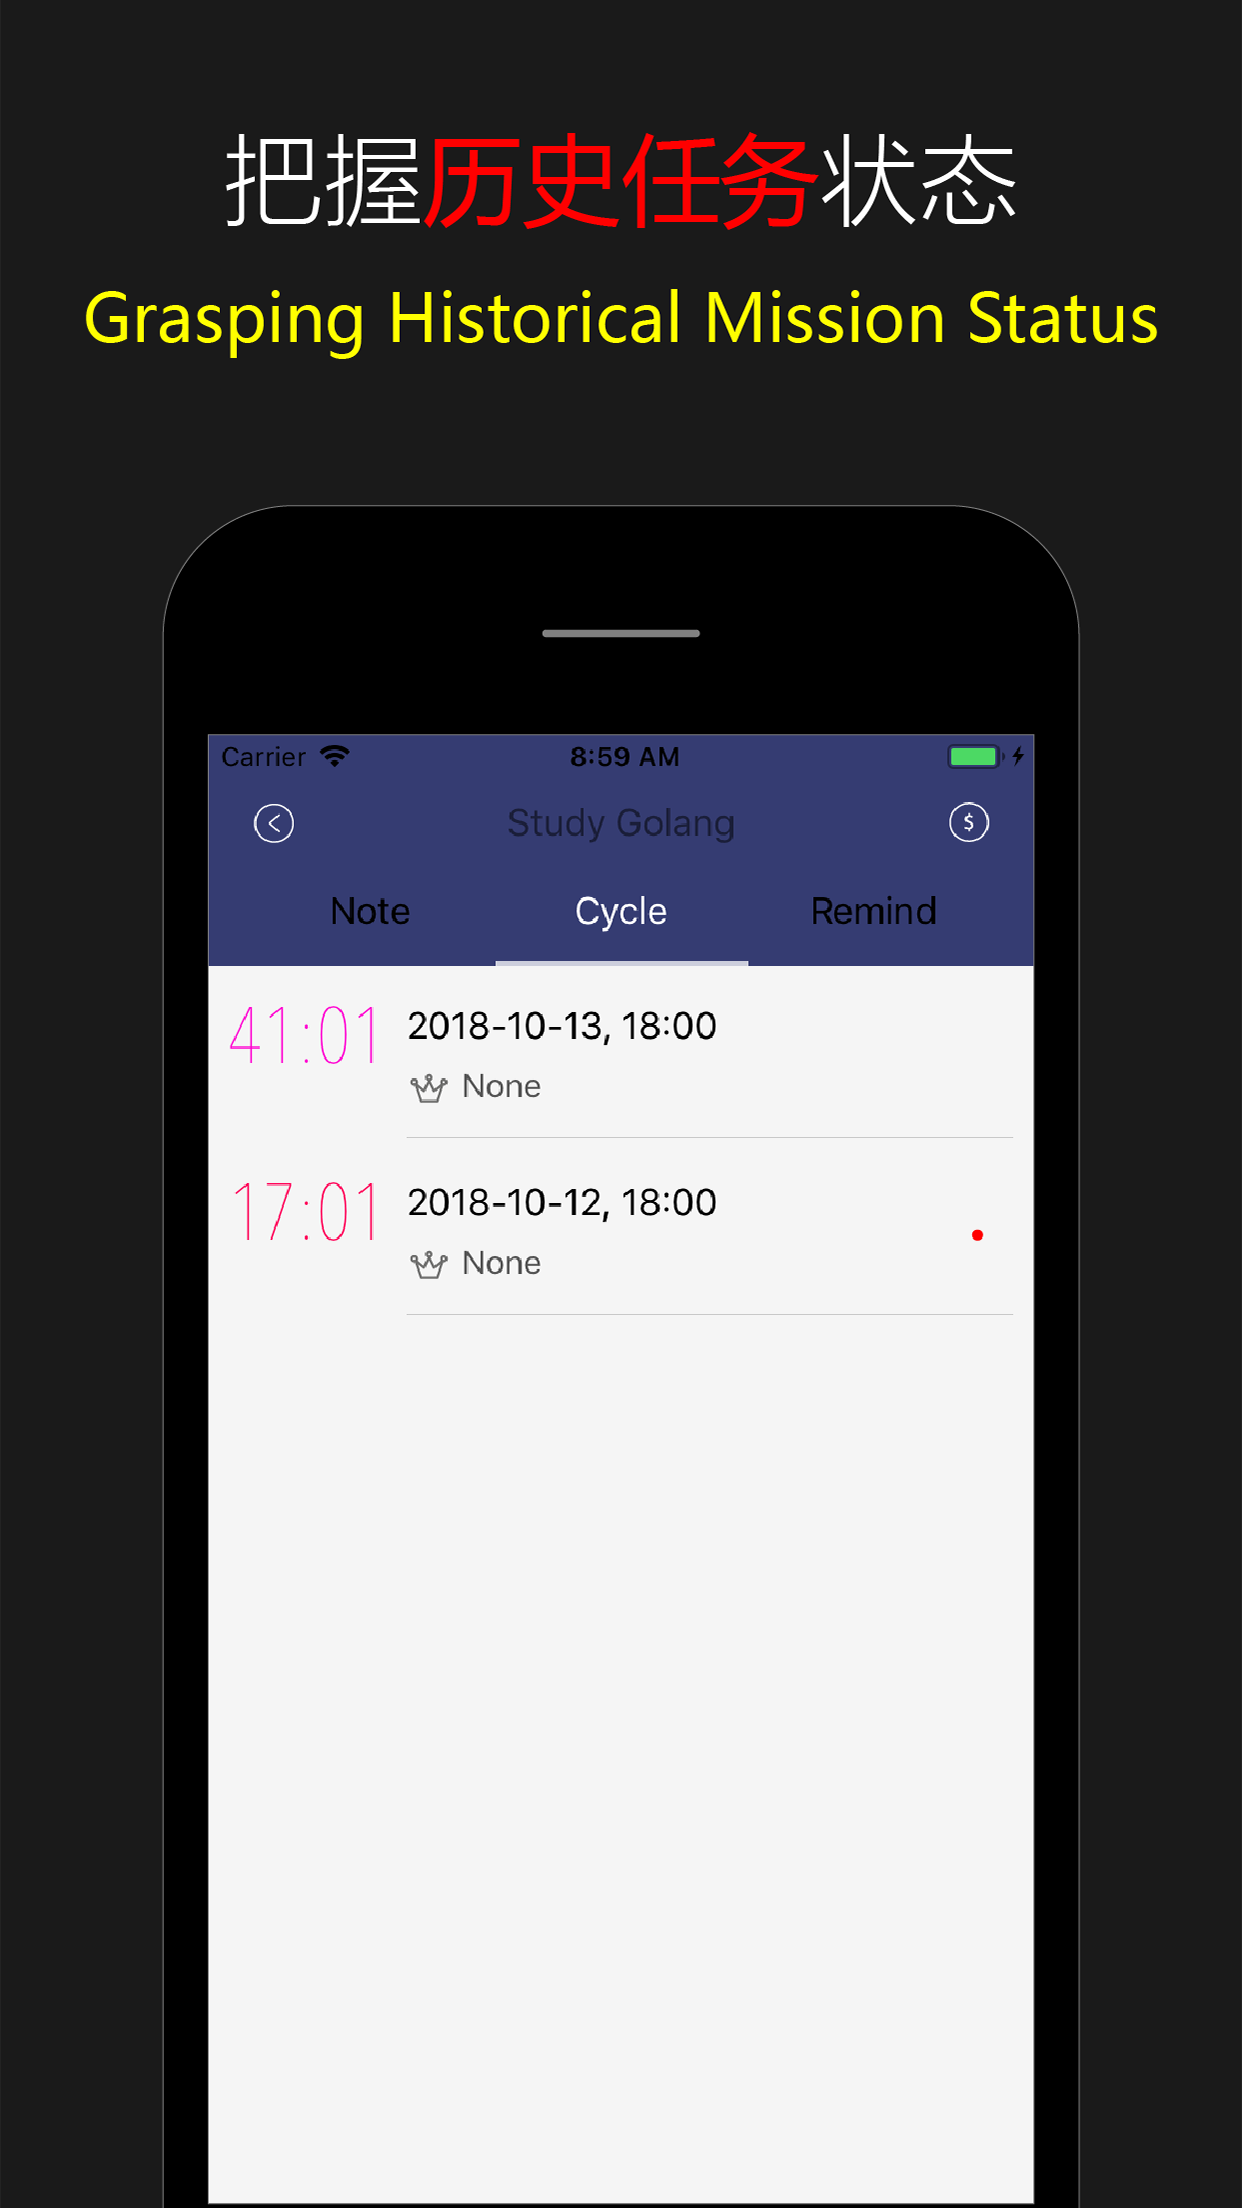 把握历史任务状态
Grasping Historical Mission Status
Carrier 8:59 AM
Study Golang $
Note Cycle Remind
41:01 2018-10-13, 18:00
None
17:01 2018-10-12, 18:00
None